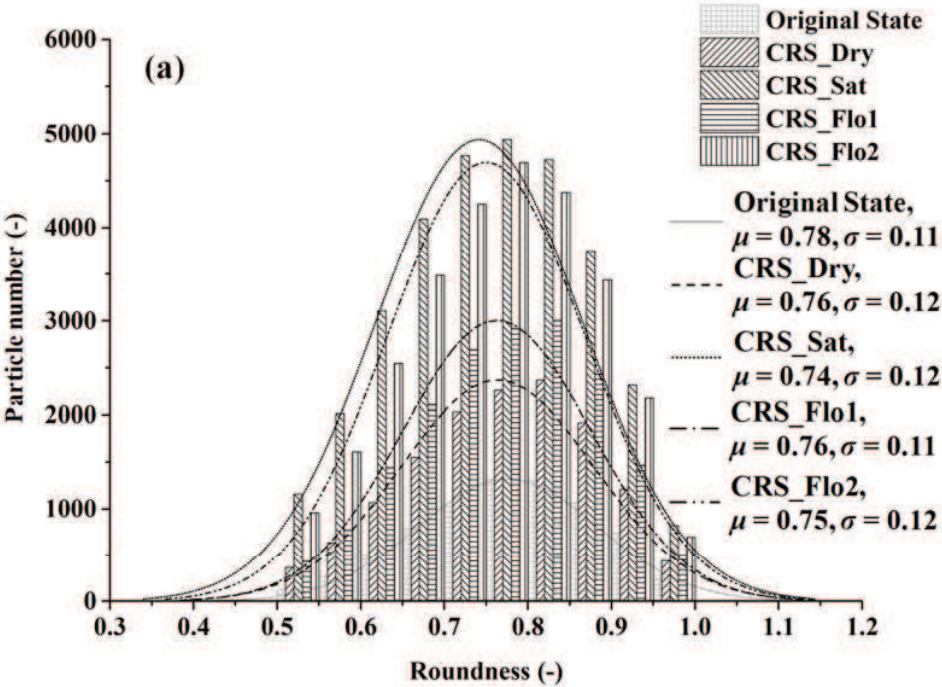 Original State
CRS_Dry
CRS_Sat
CRS_Flo1
CRS_Flo2
(a)
Original State,
μ = 0.78, σ = 0.11
CRS_Dry,
μ = 0.76, σ = 0.12
CRS_Sat,
μ = 0.74, σ = 0.12
CRS_Flo1,
μ = 0.76, σ = 0.11
CRS_Flo2,
μ = 0.75, σ = 0.12
Particle number (-)
6000
5000
4000
3000
2000
1000
0
0.3 0.4 0.5 0.6 0.7 0.8 0.9 1.0 1.1 1.2
Roundness (-)